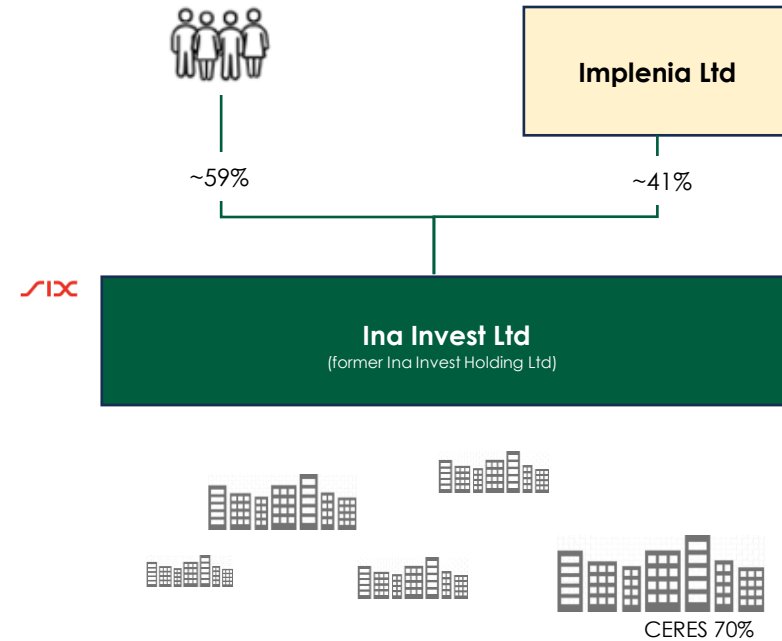 Implenia Ltd
~59%
~41%
SIX
Ina Invest Ltd
(former Ina Invest Holding Ltd)
CERES 70%